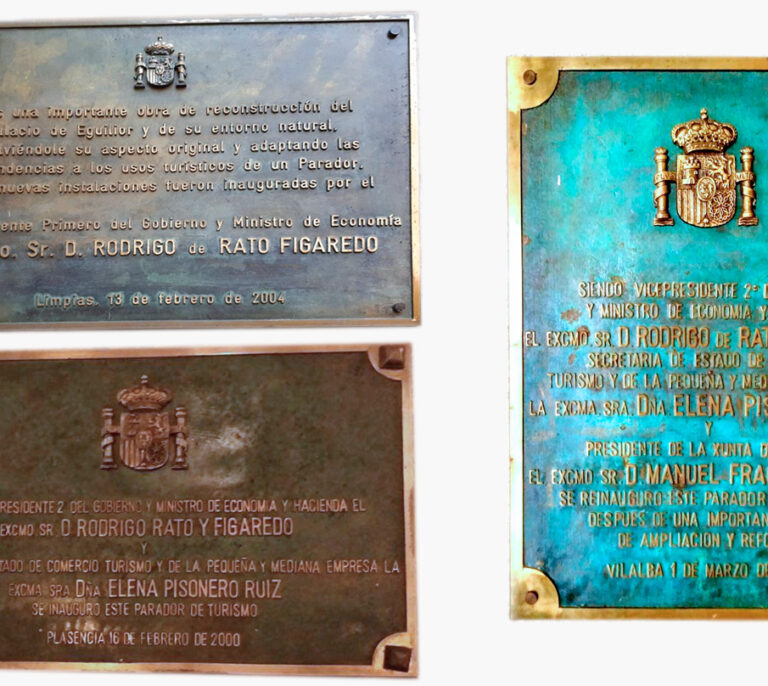 s una importante obra de reconstrucción del
alacio de Eguilior y de su entorno natural,
viéndole su aspecto original y adaptando las
ndencias a los usos turísticos de un Parador.
nuevas instalaciones fueron inauguradas por el
ente Primero del Gobierno y Ministro de Economía
o. Sr. D. RODRIGO de RATO FIGAREDO
Limpias, 13 de febrero de 2004
RESIDENTE 2 DEL GOBIERNO Y MINISTRO DE ECONOMIA Y HACIENDA EL
EXCMO SR D RODRIGO RATO Y FIGAREDO
Y
TADO DE COMERCIO TURISMO Y DE LA PEQUEÑA Y MEDIANA EMPRESA LA
EXCMA SRA Dña ELENA PISONERO RUIZ
SE INAUGURO ESTE PARADOR DE TURISMO
PLASENCIA 16 DE FEBRERO DE 2000
SIENDO VICEPRESIDENTE 2º D
Y MINISTRO DE ECONOMIA Y
EL EXCMO. SR. D. RODRIGO DE RAT
SECRETARIA DE ESTADO DE
TURISMO Y DE LA PEQUEÑA Y MED
LA EXCMA. SRA. Dña. ELENA PIS
Y
PRESIDENTE DE LA XUNTA D
EL EXCMO SR. D MANUEL FRA
SE REINAUGURO ESTE PARADOR
DESPUES DE UNA IMPORTAN
DE AMPLIACION Y REFO
VILALBA 1 DE MARZO DE